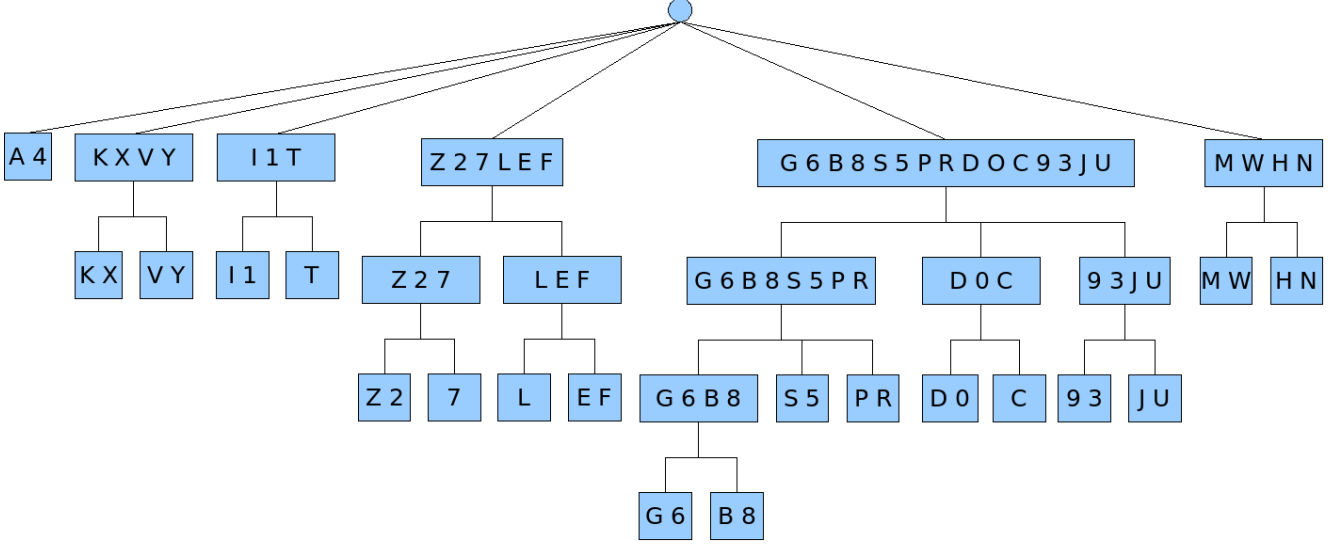 A 4
K X V Y
I 1 T
Z 2 7 L E F
G 6 B 8 S 5 P R D O C 9 3 J U
M W H N
K X
V Y
I 1
T
Z 2 7
L E F
G 6 B 8 S 5 P R
D 0 C
9 3 J U
M W
H N
Z 2
7
L
E F
G 6 B 8
S 5
P R
D 0
C
9 3
J U
G 6
B 8